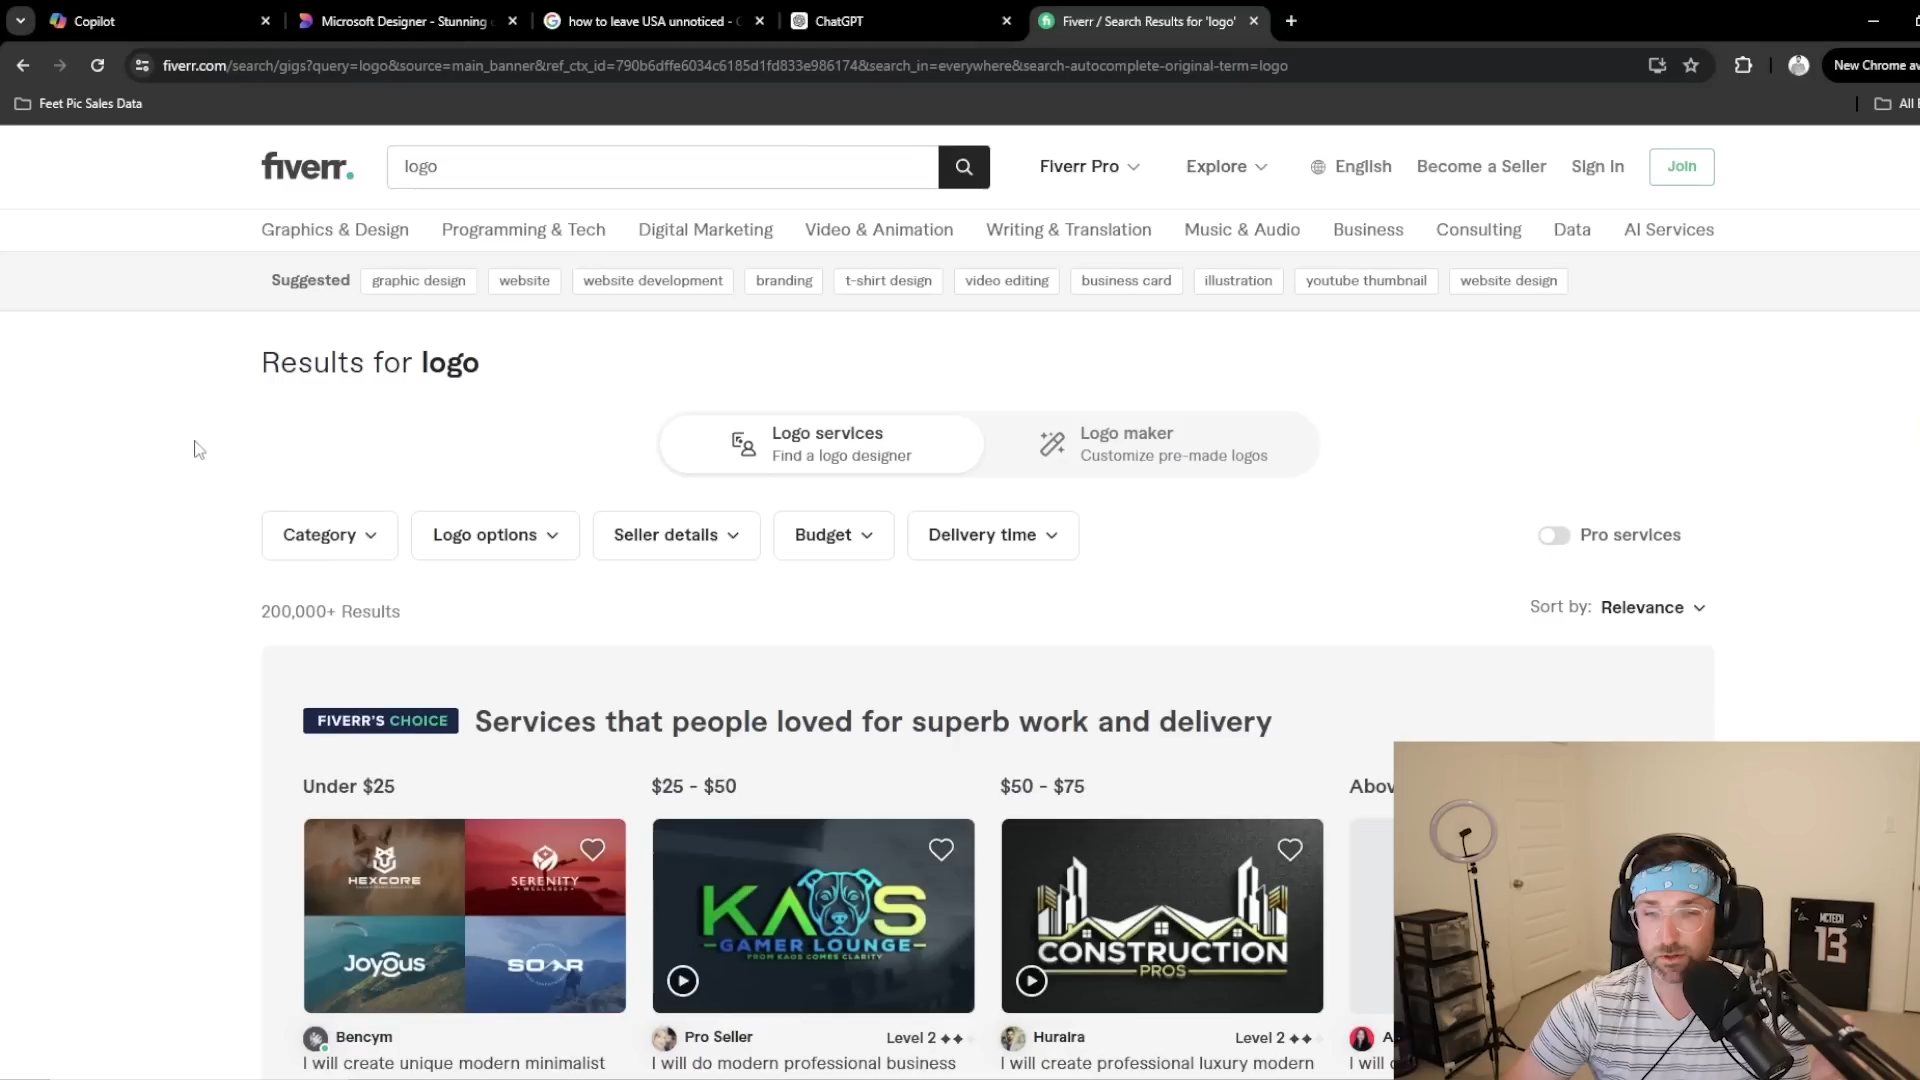 Copilot
Microsoft Designer - Stunning
how to leave USA unnoticed -
ChatGPT
Fiverr / Search Results for 'logo'
fiverr.com/search/gigs?query=logo&source=main_banner&ref_ctx_id=790b6dffe6034c6185d1fd833e986174&search_in=everywhere&search-autocomplete-original-term=logo
New Chrome av
Feet Pic Sales Data
All
fiverr.
logo
Fiverr Pro
Explore
English
Become a Seller
Sign In
Join
Graphics & Design
Programming & Tech
Digital Marketing
Video & Animation
Writing & Translation
Music & Audio
Business
Consulting
Data
AI Services
Suggested
graphic design
website
website development
branding
t-shirt design
video editing
business card
illustration
youtube thumbnail
website design
Results for logo
Logo services
Find a logo designer
Logo maker
Customize pre-made logos
Category
Logo options
Seller details
Budget
Delivery time
Pro services
200,000+ Results
Sort by: Relevance
FIVERR'S CHOICE
Services that people loved for superb work and delivery
Under $25
$25 - $50
$50 - $75
Abov
HEXCORE
SERENITY
WELLNESS
JOYOUS
SOAR
KAOS
GAMER LOUNGE
FROM KAOS COMES CLARITY
CONSTRUCTION
PROS
MCTECH
13
Bencym
Pro Seller
Level 2
Huraira
Level 2
A
I will create unique modern minimalist
I will do modern professional business
I will create professional luxury modern
I will